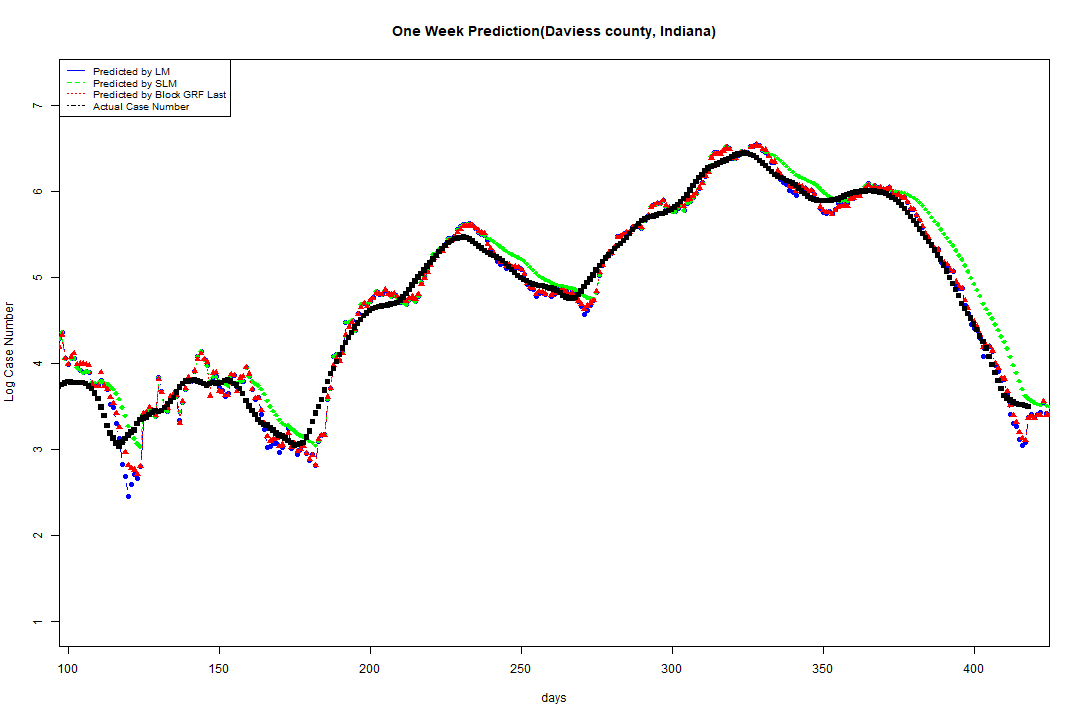 One Week Prediction(Daviess county, Indiana)
Predicted by LM
Predicted by SLM
Predicted by Block GRF Last
Actual Case Number
7
6
5
4
3
2
1
Log Case Number
100 150 200 250 300 350 400
days